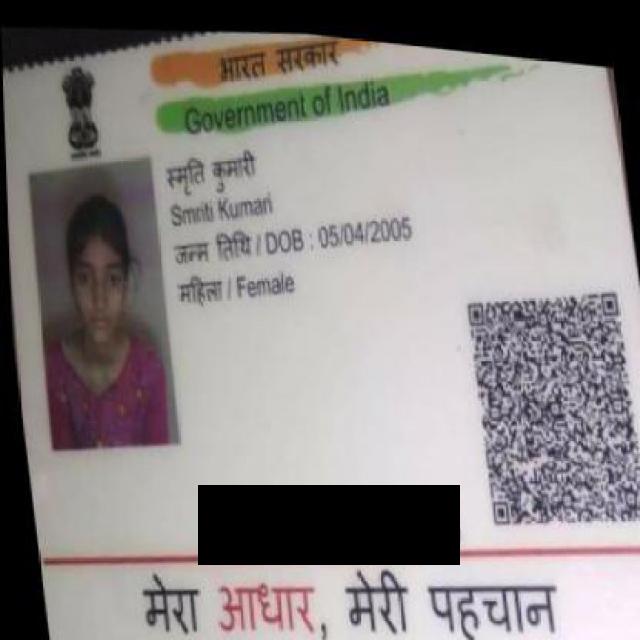 भारत सरकार
Government of India
स्मृति कुमारी
Smriti Kumari
जन्म तिथि / DOB : 05/04/2005
महिला / Female
मेरा आधार, मेरी पहचान